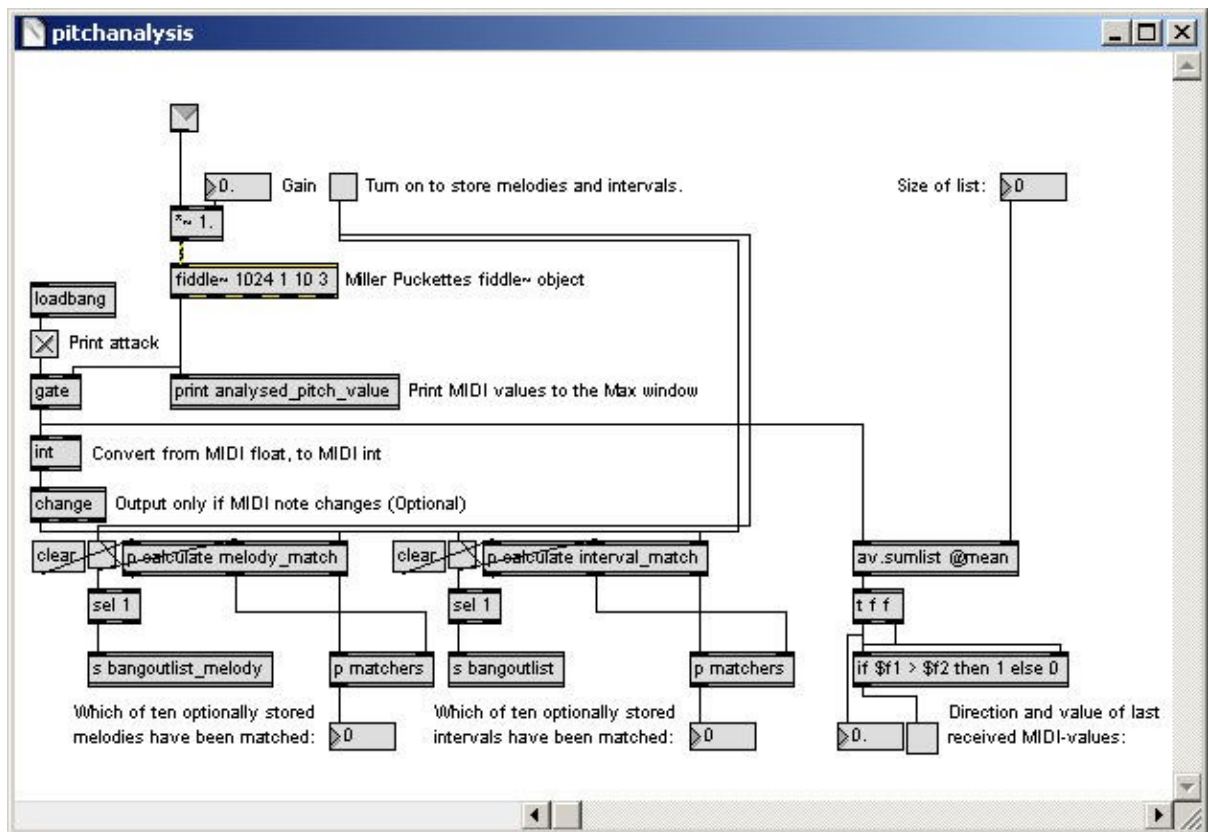 pitchanalysis
0.
Gain
Turn on to store melodies and intervals.
Size of list:
0
*~ 1.
fiddle~ 1024 1 10 3
Miller Puckettes fiddle~ object
loadbang
Print attack
gate
print analysed_pitch_value
Print MIDI values to the Max window
int
Convert from MIDI float, to MIDI int
change
Output only if MIDI note changes (Optional)
clear
p calculate melody_match
clear
p calculate interval_match
av.sumlist @mean
sel 1
sel 1
t f f
s bangoutlist_melody
p matchers
s bangoutlist
p matchers
if $f1 > $f2 then 1 else 0
Which of ten optionally stored
melodies have been matched:
0
Which of ten optionally stored
intervals have been matched:
0
0.
Direction and value of last
received MIDI-values: